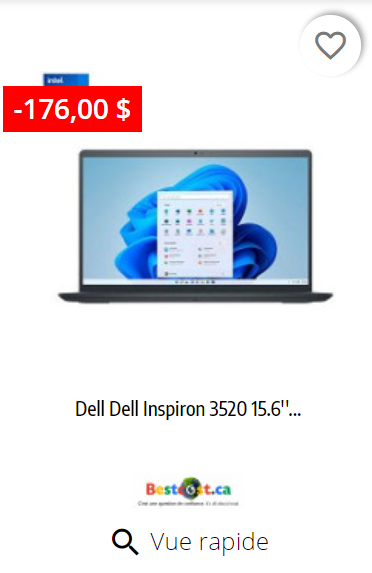 intel
-176,00 $
Dell Dell Inspiron 3520 15.6''...
Bestcost.ca
C'est une question de confiance. It's all about trust.
Vue rapide